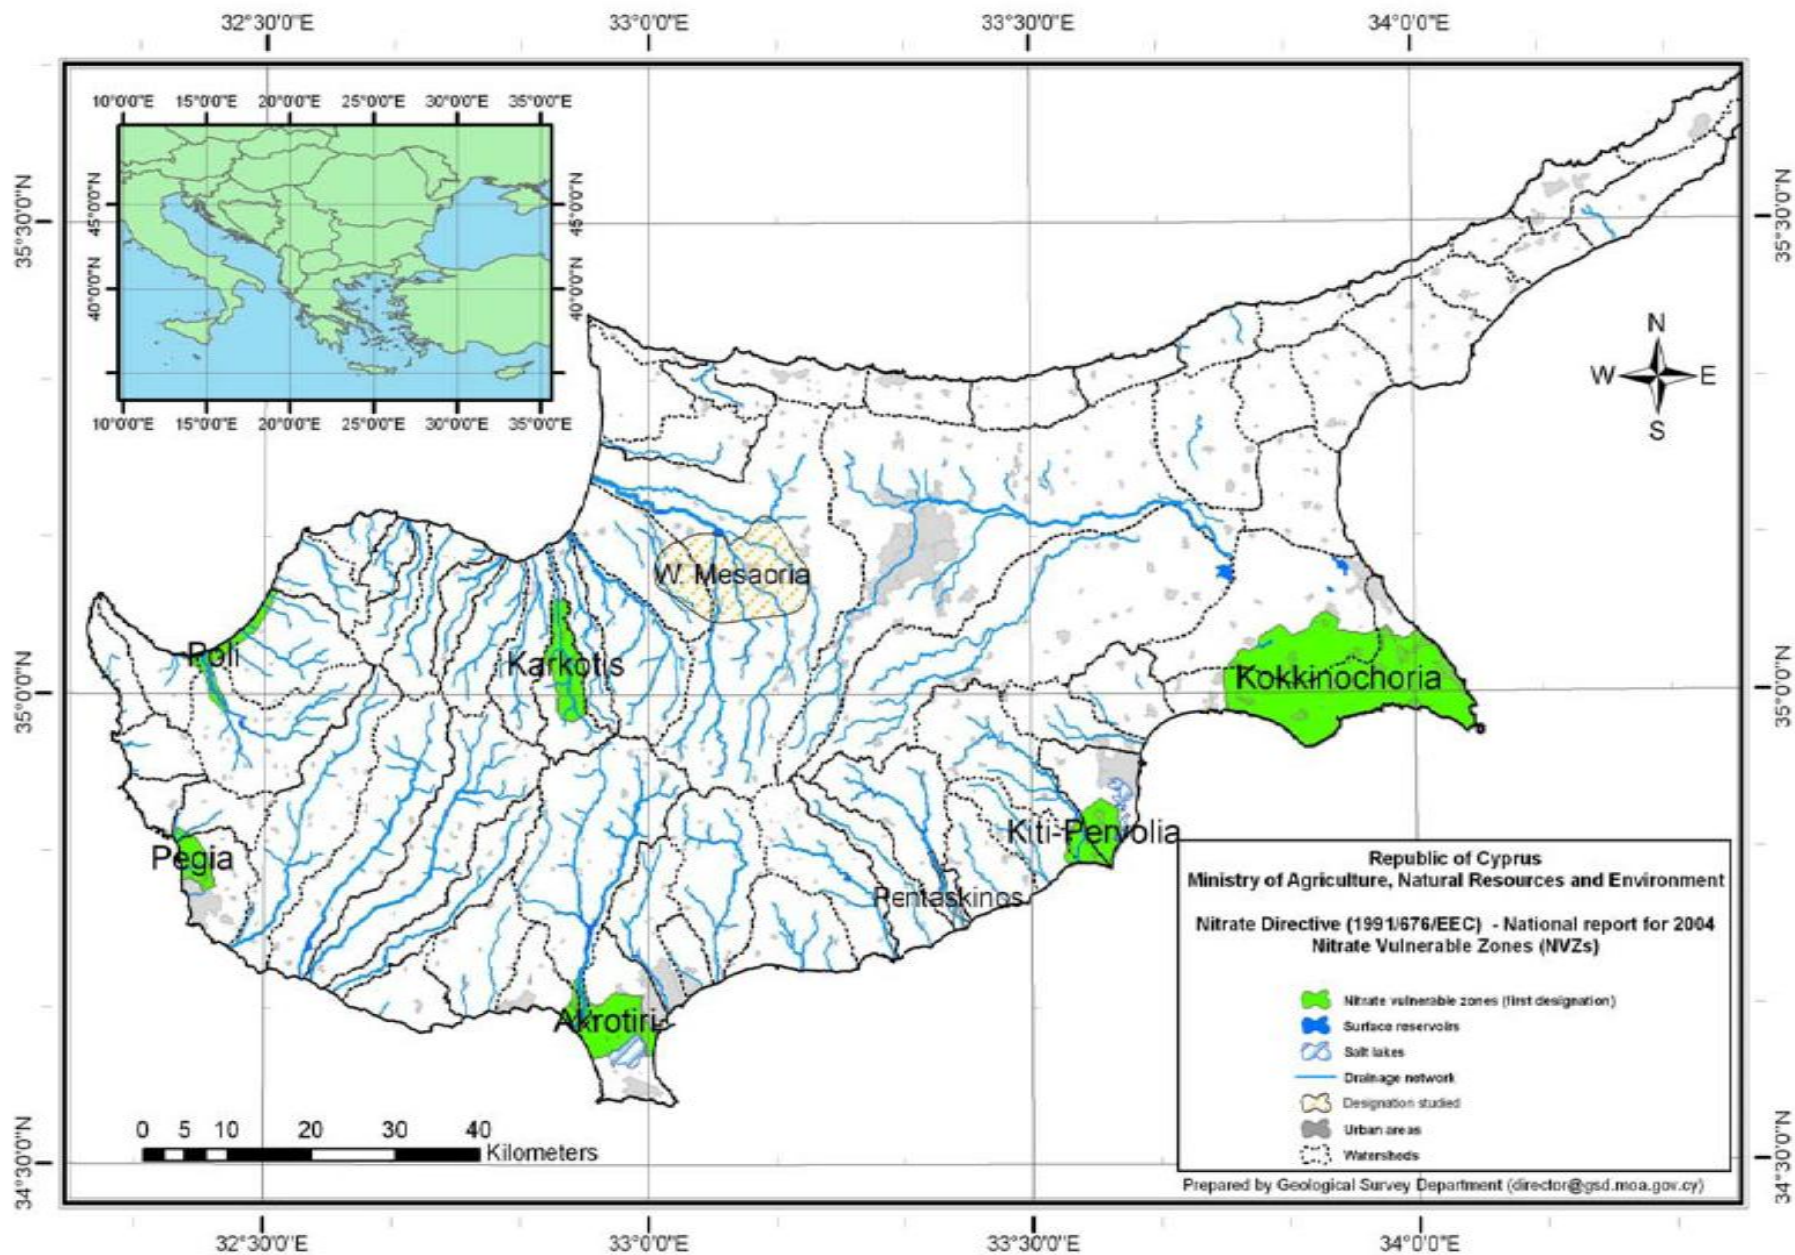 32°30'0"E 33°0'0"E 33°30'0"E 34°0'0"E
10°0'0"E 15°0'0"E 20°0'0"E 25°0'0"E 30°0'0"E 35°0'0"E
45°0'0"N 45°0'0"N
40°0'0"N 40°0'0"N
10°0'0"E 15°0'0"E 20°0'0"E 25°0'0"E 30°0'0"E 35°0'0"E
35°30'0"N 35°30'0"N
N
W E
S
W. Mesaoria
Poli
Karkotis
Kokkinochoria
35°0'0"N 35°0'0"N
Kiti-Pervolia
Pegia
Pentaskinos
Akrotiri
Republic of Cyprus
Ministry of Agriculture, Natural Resources and Environment
Nitrate Directive (1991/676/EEC) - National report for 2004
Nitrate Vulnerable Zones (NVZs)
Nitrate vulnerable zones (first designation)
Surface reservoirs
Salt lakes
Drainage network
Designation studied
Urban areas
Watersheds
Prepared by Geological Survey Department (director@gsd.moa.gov.cy)
0 5 10 20 30 40
Kilometers
34°30'0"N 34°30'0"N
32°30'0"E 33°0'0"E 33°30'0"E 34°0'0"E